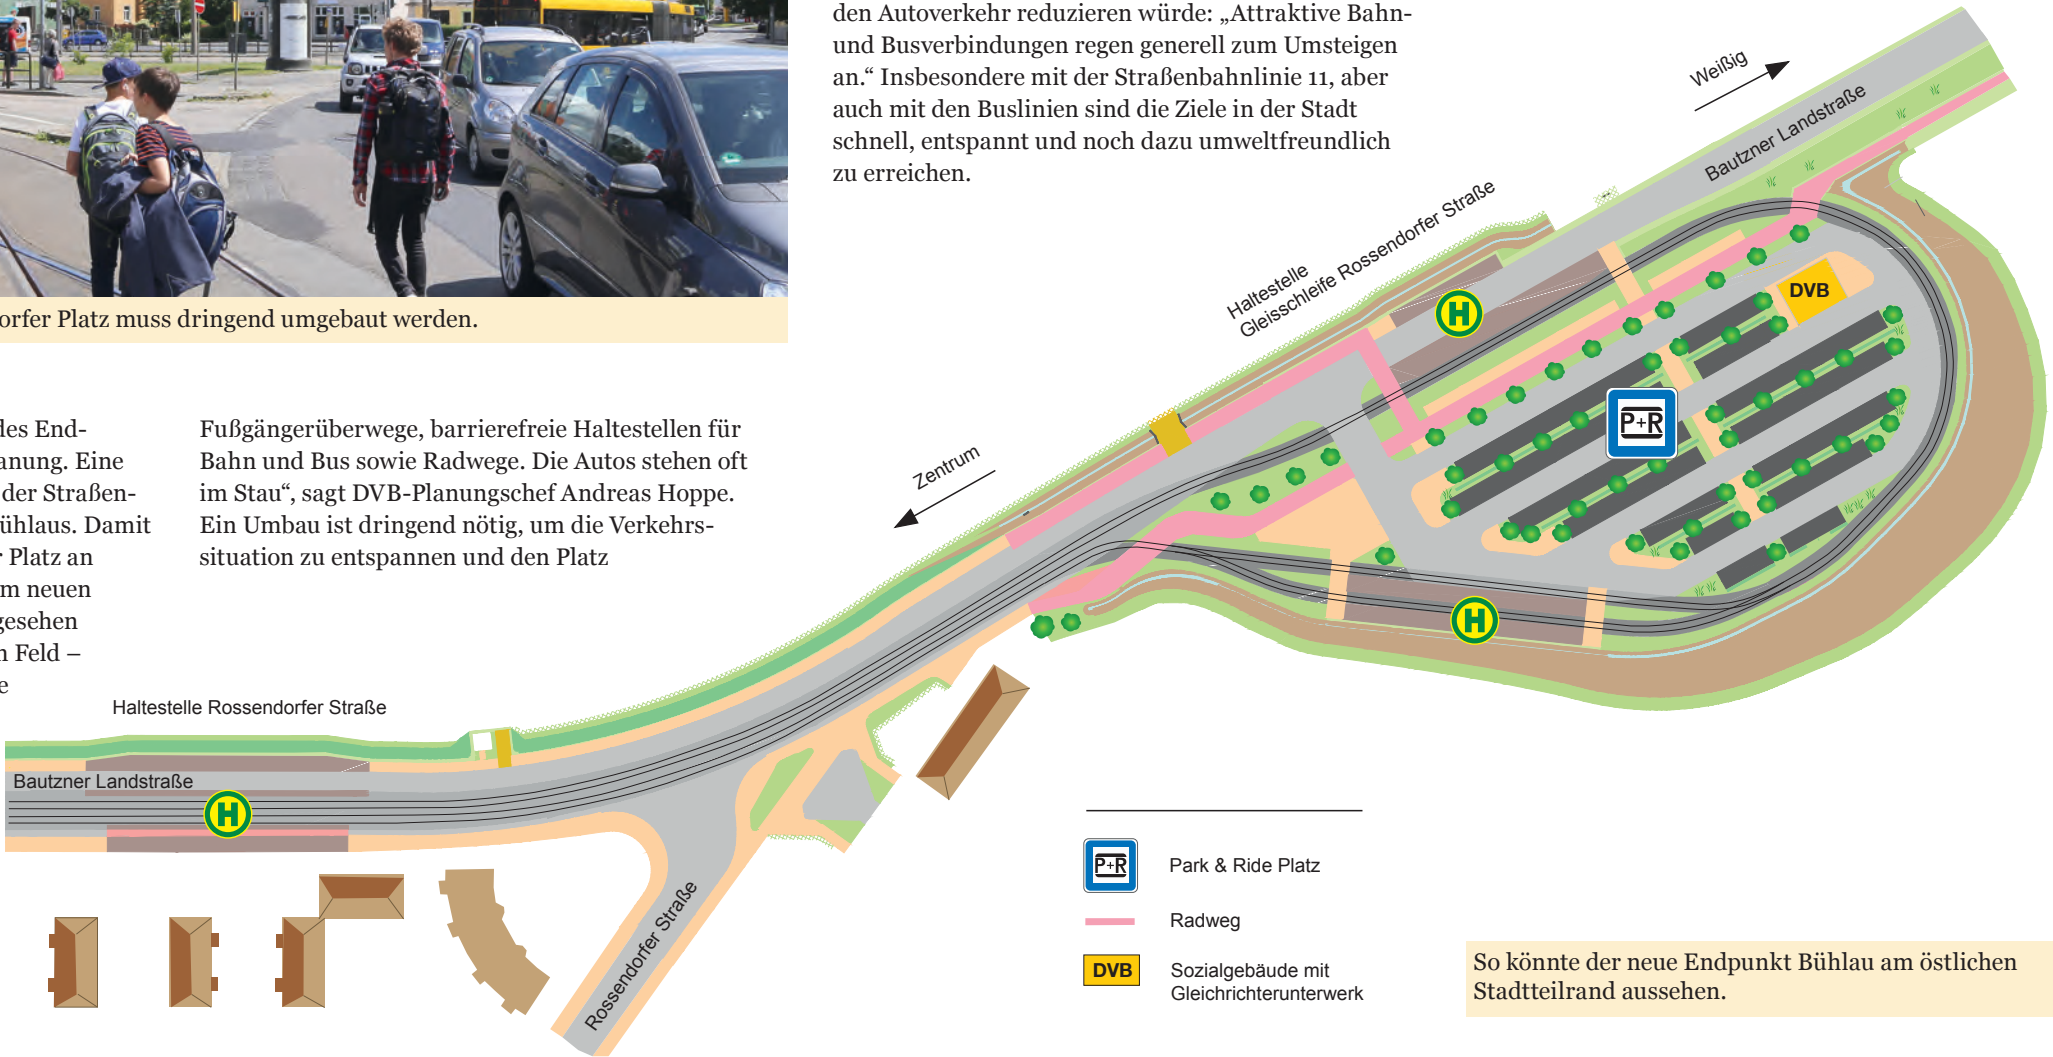 orfer Platz muss dringend umgebaut werden.
des End-
anung. Eine
der Straßen-
ühlaus. Damit
Platz an
m neuen
gesehen
n Feld –
e
Fußgängerüberwege, barrierefreie Haltestellen für
Bahn und Bus sowie Radwege. Die Autos stehen oft
im Stau“, sagt DVB-Planungschef Andreas Hoppe.
Ein Umbau ist dringend nötig, um die Verkehrs-
situation zu entspannen und den Platz
den Autoverkehr reduzieren würde: „Attraktive Bahn-
und Busverbindungen regen generell zum Umsteigen
an.“ Insbesondere mit der Straßenbahnlinie 11, aber
auch mit den Buslinien sind die Ziele in der Stadt
schnell, entspannt und noch dazu umweltfreundlich
zu erreichen.
Weißig
Bautzner Landstraße
Haltestelle
Gleisschleife Rossendorfer Straße
H
DVB
P+R
Zentrum
H
Haltestelle Rossendorfer Straße
Bautzner Landstraße
H
Rossendorfer Straße
P+R Park & Ride Platz
Radweg
DVB Sozialgebäude mit
Gleichrichterunterwerk
So könnte der neue Endpunkt Bühlau am östlichen
Stadtteilrand aussehen.